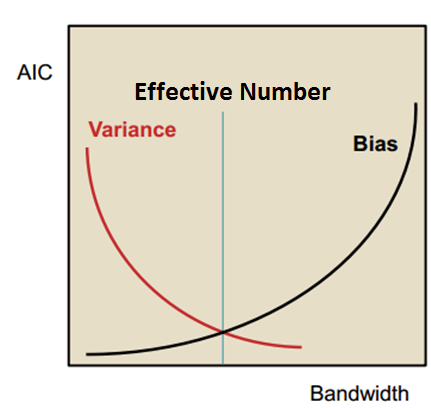 AIC
Effective Number
Variance
Bias
Bandwidth